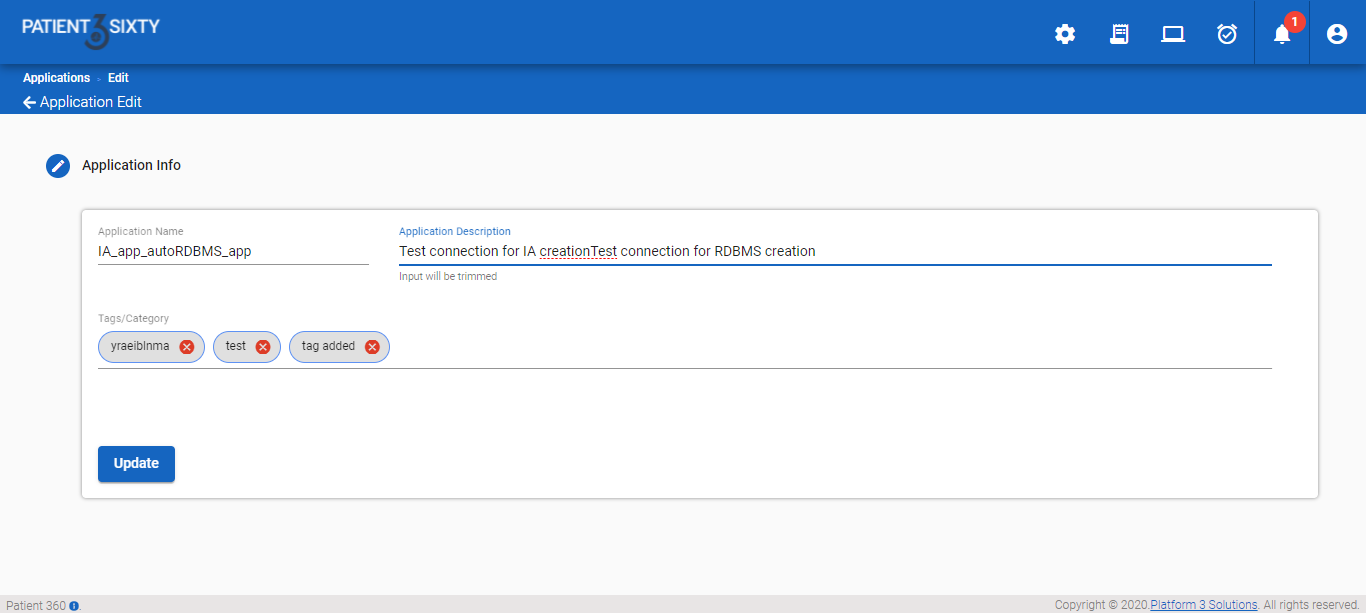 PATIENT 3 SIXTY
1
Applications > Edit
Application Edit
Application Info
Application Name
IA_app_autoRDBMS_app
Application Description
Test connection for IA creationTest connection for RDBMS creation
Input will be trimmed
Tags/Category
yraeiblnma test tag added
Update
Patient 360
Copyright © 2020.Platform 3 Solutions. All rights reserved.